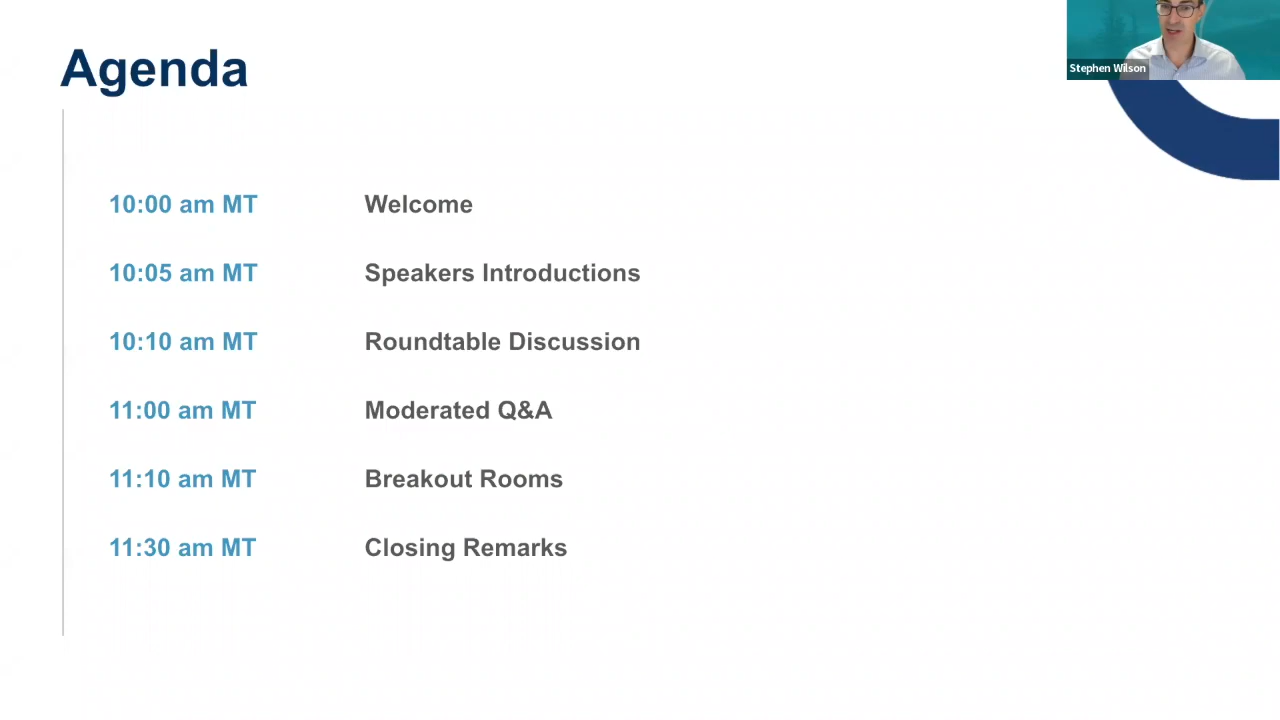 Agenda
Stephen Wilson
10:00 am MT Welcome
10:05 am MT Speakers Introductions
10:10 am MT Roundtable Discussion
11:00 am MT Moderated Q&A
11:10 am MT Breakout Rooms
11:30 am MT Closing Remarks